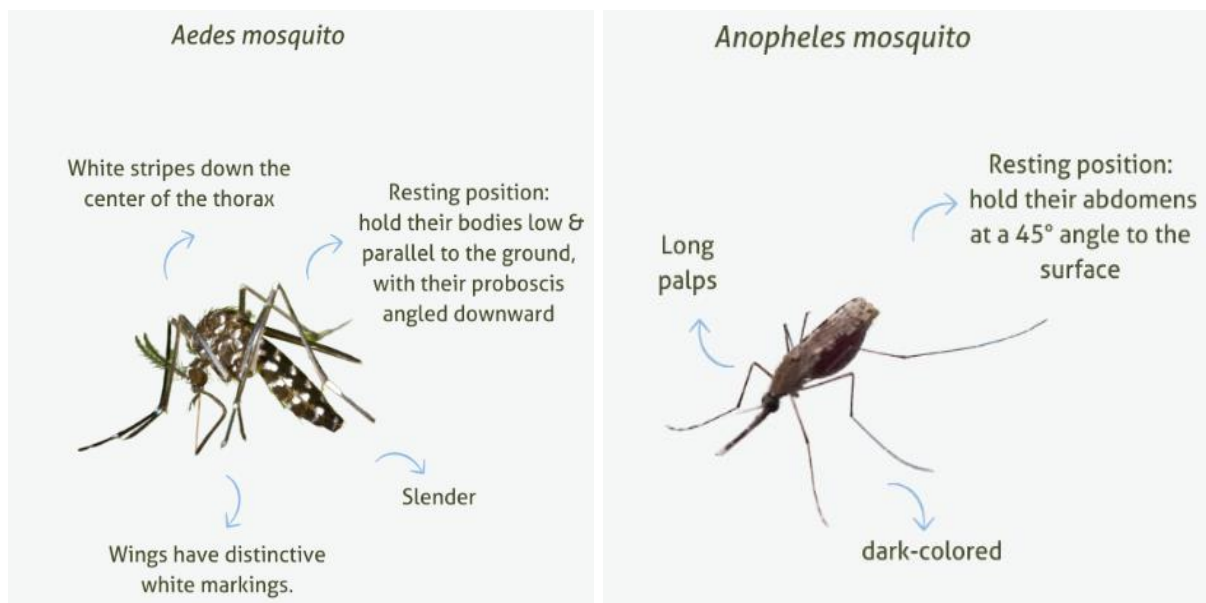 Aedes mosquito
White stripes down the
center of the thorax
Resting position:
hold their bodies low &
parallel to the ground,
with their proboscis
angled downward
Slender
Wings have distinctive
white markings.
Anopheles mosquito
Long
palps
Resting position:
hold their abdomens
at a 45° angle to the
surface
dark-colored